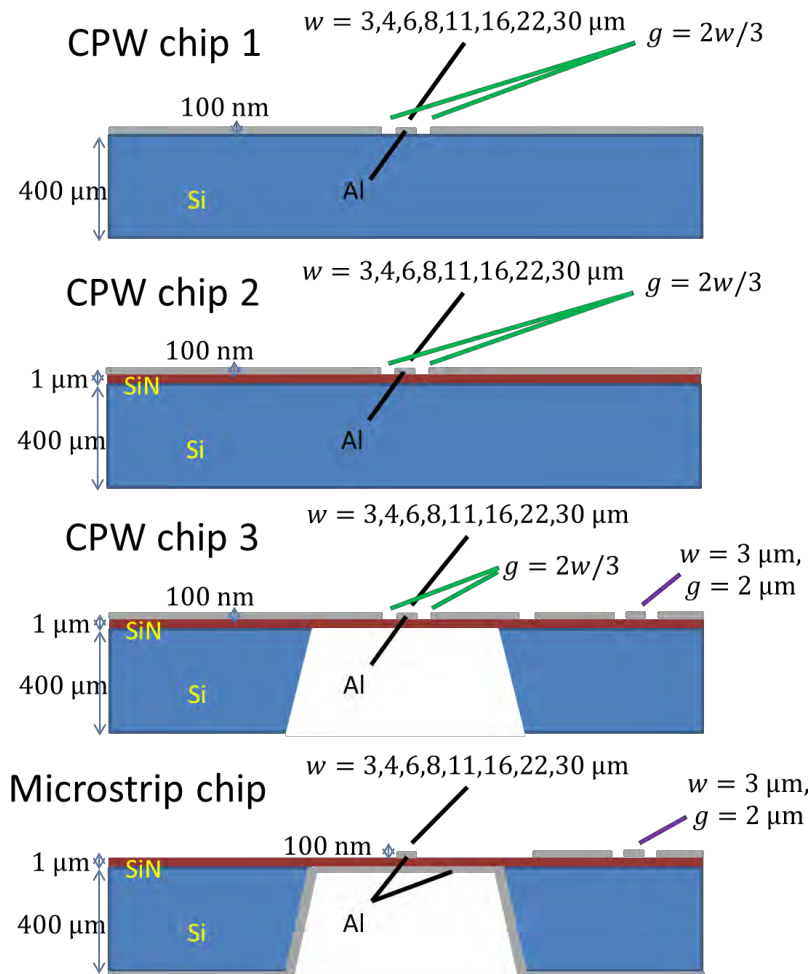 CPW chip 1
w = 3,4,6,8,11,16,22,30 μm
g = 2w/3
100 nm
400 μm
Si
Al
CPW chip 2
w = 3,4,6,8,11,16,22,30 μm
g = 2w/3
100 nm
1 μm
SiN
400 μm
Si
Al
CPW chip 3
w = 3,4,6,8,11,16,22,30 μm
g = 2w/3
w = 3 μm,
g = 2 μm
100 nm
1 μm
SiN
400 μm
Si
Al
Microstrip chip
w = 3,4,6,8,11,16,22,30 μm
w = 3 μm,
g = 2 μm
100 nm
1 μm
SiN
400 μm
Si
Al